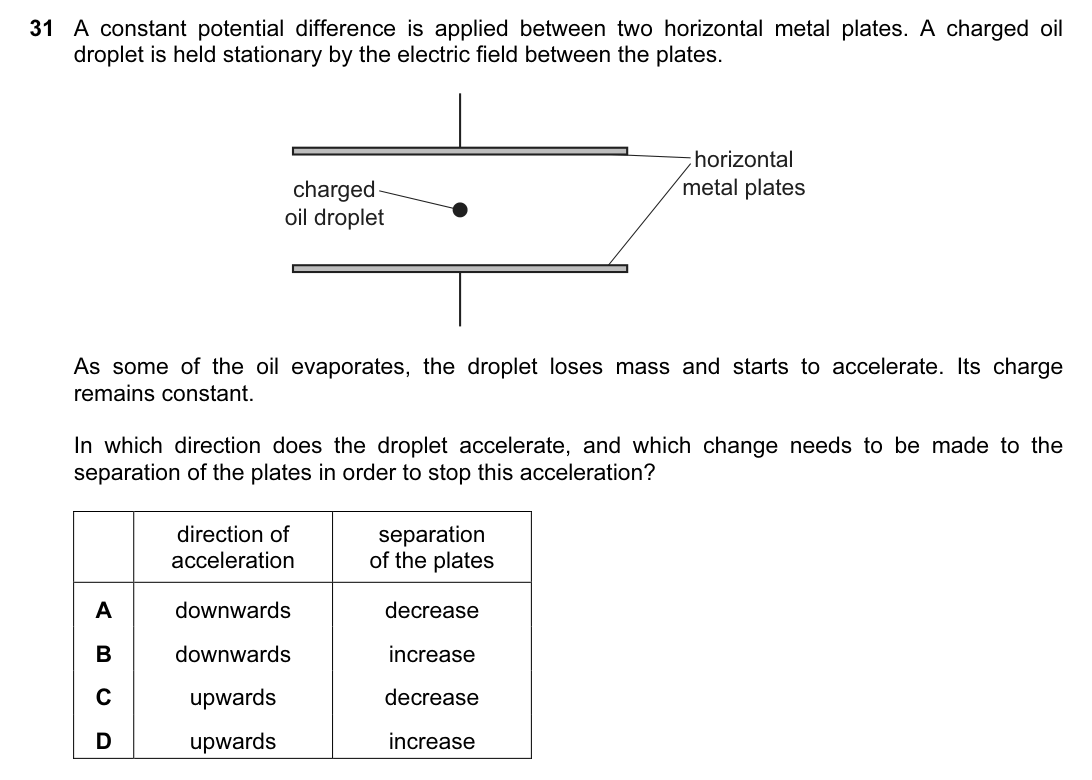 31 A constant potential difference is applied between two horizontal metal plates. A charged oil
droplet is held stationary by the electric field between the plates.
horizontal
metal plates
charged
oil droplet
As some of the oil evaporates, the droplet loses mass and starts to accelerate. Its charge
remains constant.
In which direction does the droplet accelerate, and which change needs to be made to the
separation of the plates in order to stop this acceleration?
direction of acceleration separation of the plates
A downwards decrease
B downwards increase
C upwards decrease
D upwards increase